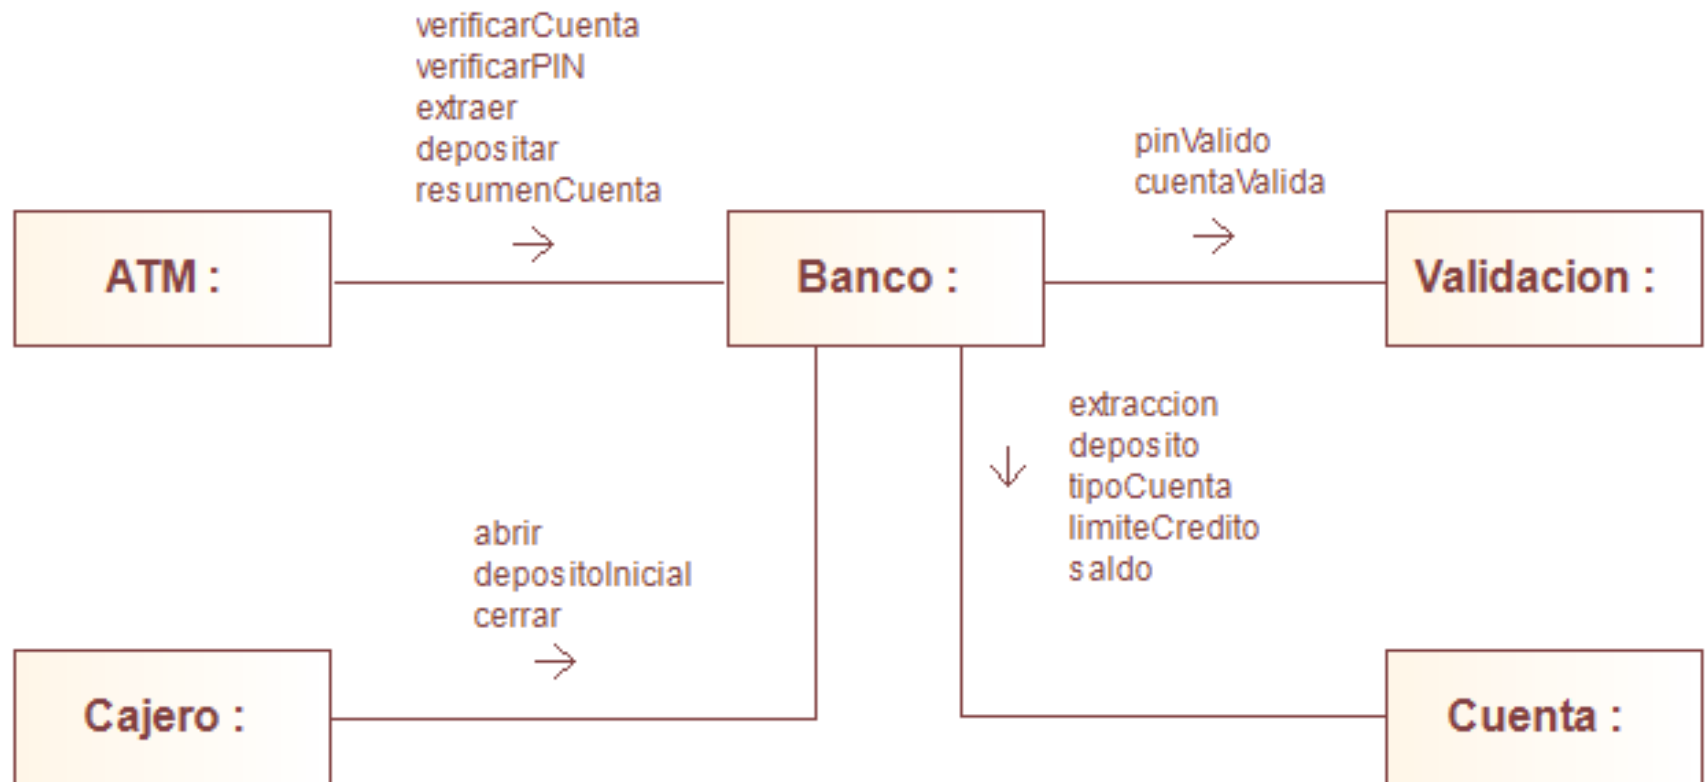 verificarCuenta
verificarPIN
extraer
depositar
resumenCuenta
pinValido
cuentaValida
ATM :
Banco :
Validacion :
extraccion
deposito
tipoCuenta
limiteCredito
saldo
abrir
depositoInicial
cerrar
Cajero :
Cuenta :